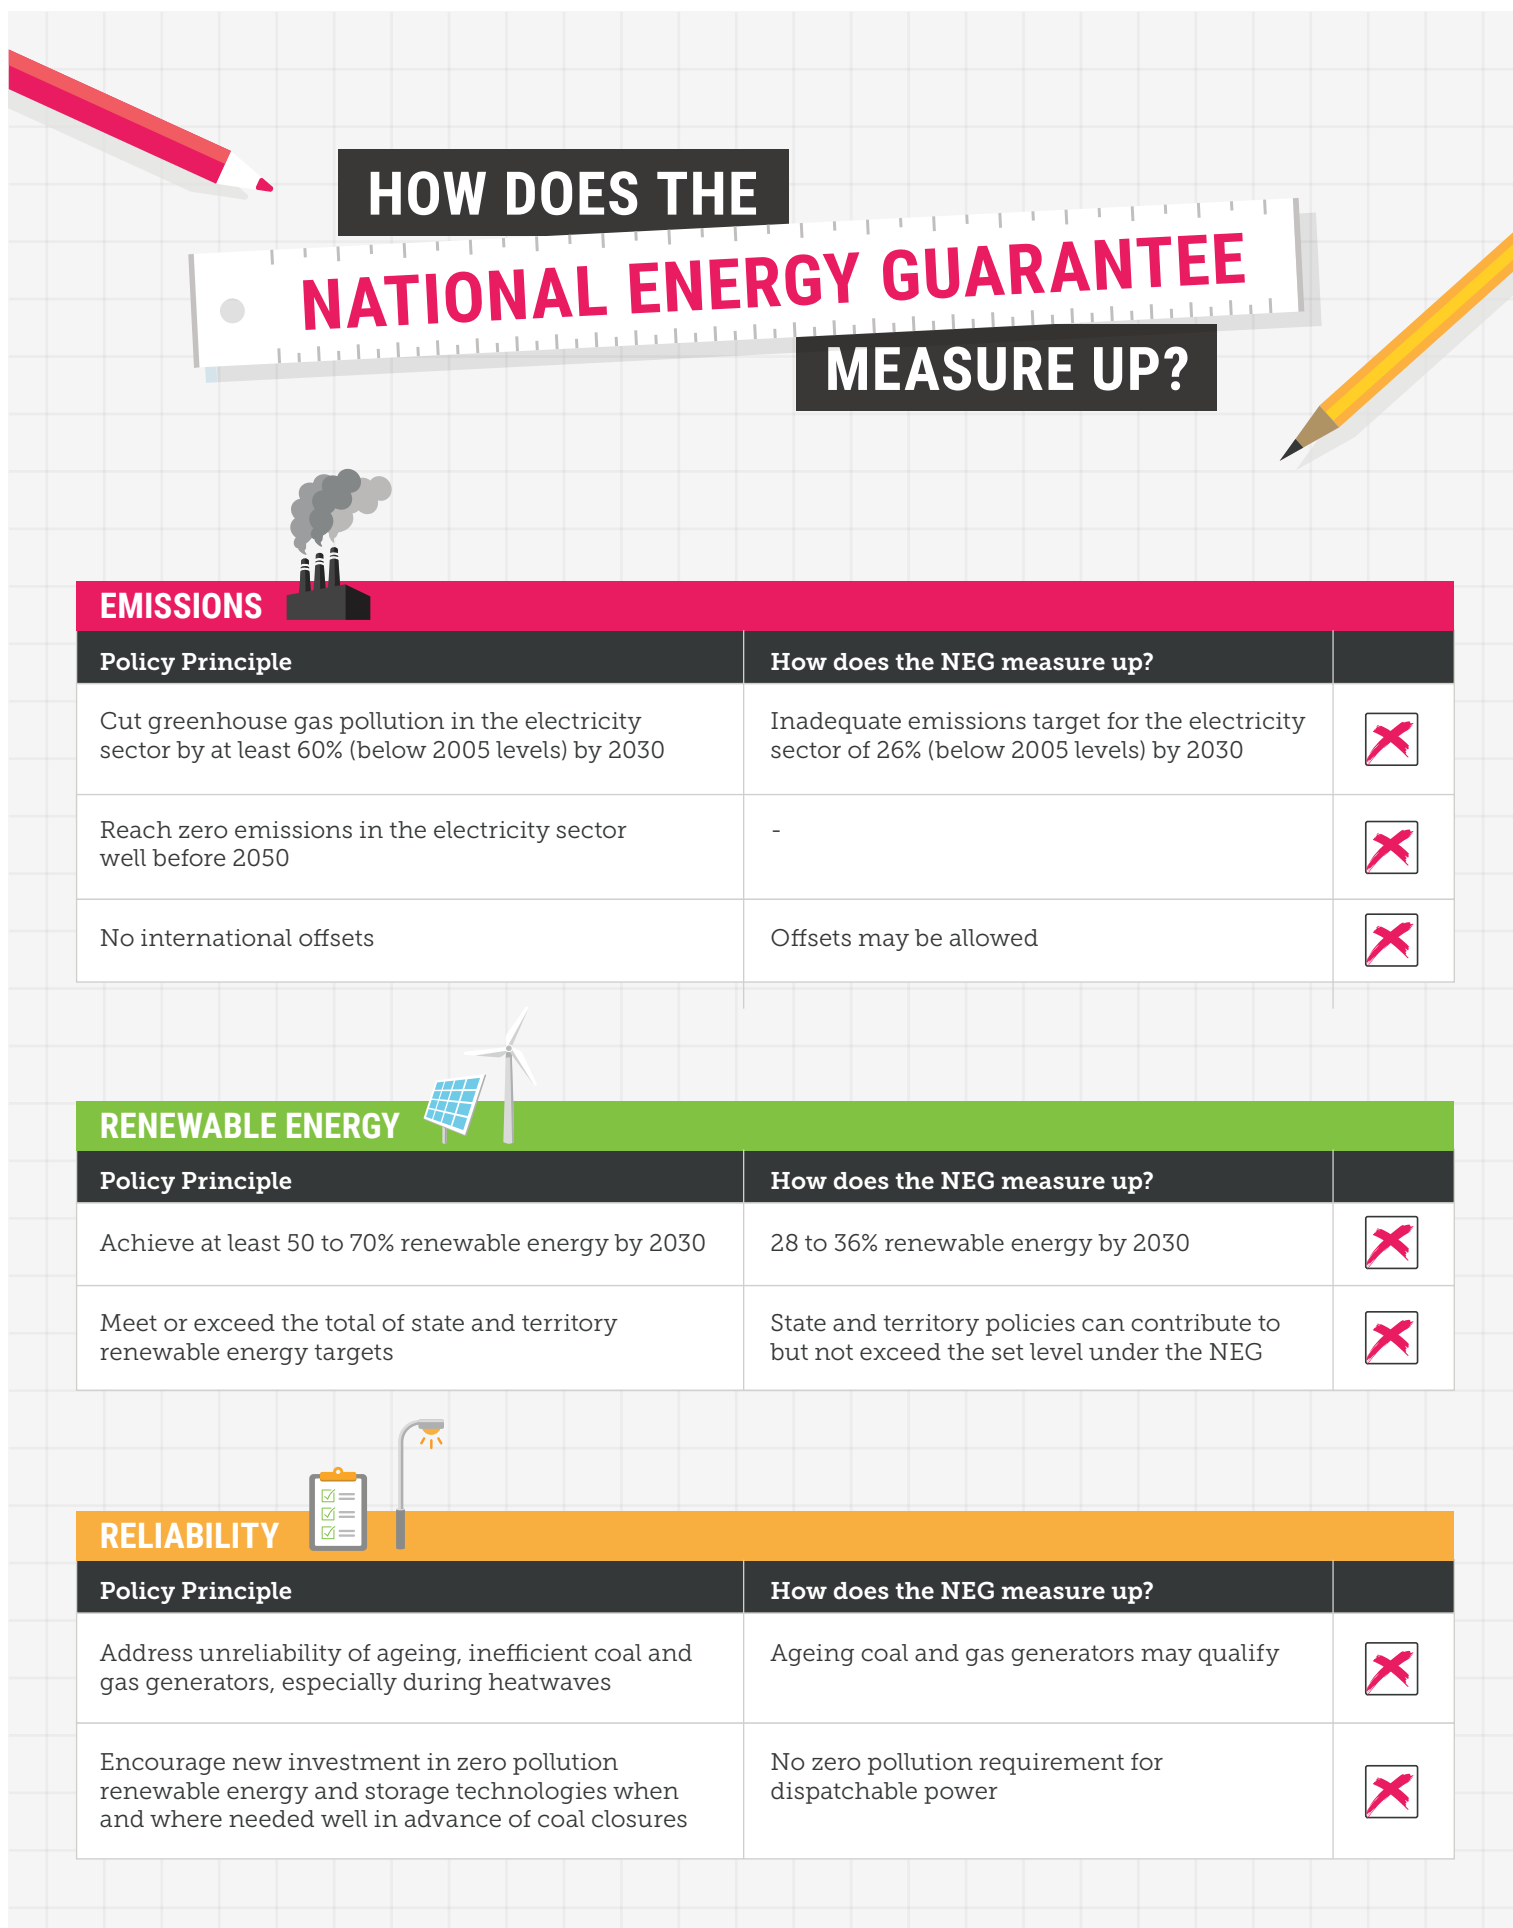 HOW DOES THE
NATIONAL ENERGY GUARANTEE
MEASURE UP?
EMISSIONS
Policy Principle
How does the NEG measure up?
Cut greenhouse gas pollution in the electricity
sector by at least 60% (below 2005 levels) by 2030
Inadequate emissions target for the electricity
sector of 26% (below 2005 levels) by 2030
Reach zero emissions in the electricity sector
well before 2050
-
No international offsets
Offsets may be allowed
RENEWABLE ENERGY
Policy Principle
How does the NEG measure up?
Achieve at least 50 to 70% renewable energy by 2030
28 to 36% renewable energy by 2030
Meet or exceed the total of state and territory
renewable energy targets
State and territory policies can contribute to
but not exceed the set level under the NEG
RELIABILITY
Policy Principle
How does the NEG measure up?
Address unreliability of ageing, inefficient coal and
gas generators, especially during heatwaves
Ageing coal and gas generators may qualify
Encourage new investment in zero pollution
renewable energy and storage technologies when
and where needed well in advance of coal closures
No zero pollution requirement for
dispatchable power